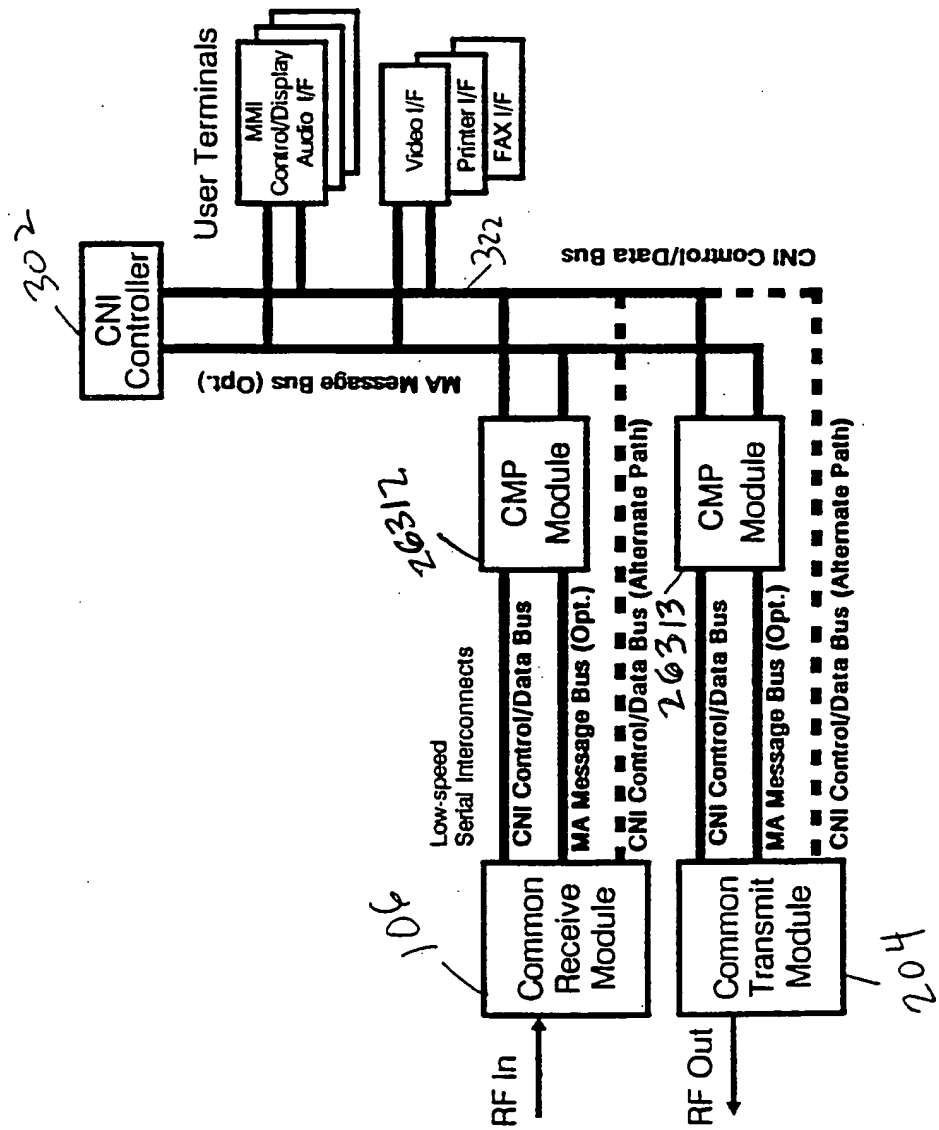 302
CNI
Controller
User Terminals
MMI
Control/Display
Audio I/F
Video I/F
Printer I/F
FAX I/F
322
CNI Control/Data
Bus
MA Message Bus (Opt.)
26312
CMP
Module
26313
CMP
Module
Low-speed
Serial Interconnects
CNI Control/Data Bus
MA Message Bus (Opt.)
CNI Control/Data Bus (Alternate Path)
CNI Control/Data Bus
MA Message Bus (Opt.)
CNI Control/Data Bus (Alternate Path)
106
Common
Receive
Module
Common
Transmit
Module
204
RF In
RF Out